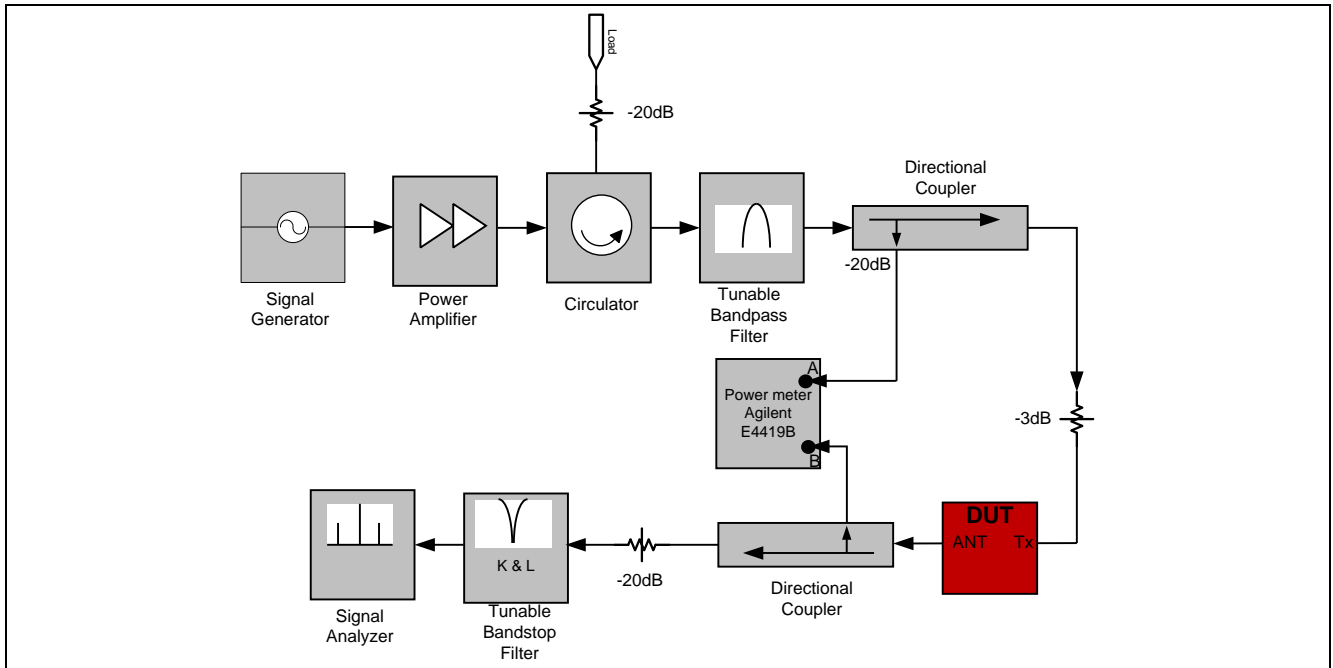 Load
-20dB
Directional
Coupler
-20dB
Signal
Generator
Power
Amplifier
Circulator
Tunable
Bandpass
Filter
A
Power meter
Agilent
E4419B
B
-3dB
DUT
ANT Tx
K & L
-20dB
Directional
Coupler
Signal
Analyzer
Tunable
Bandstop
Filter